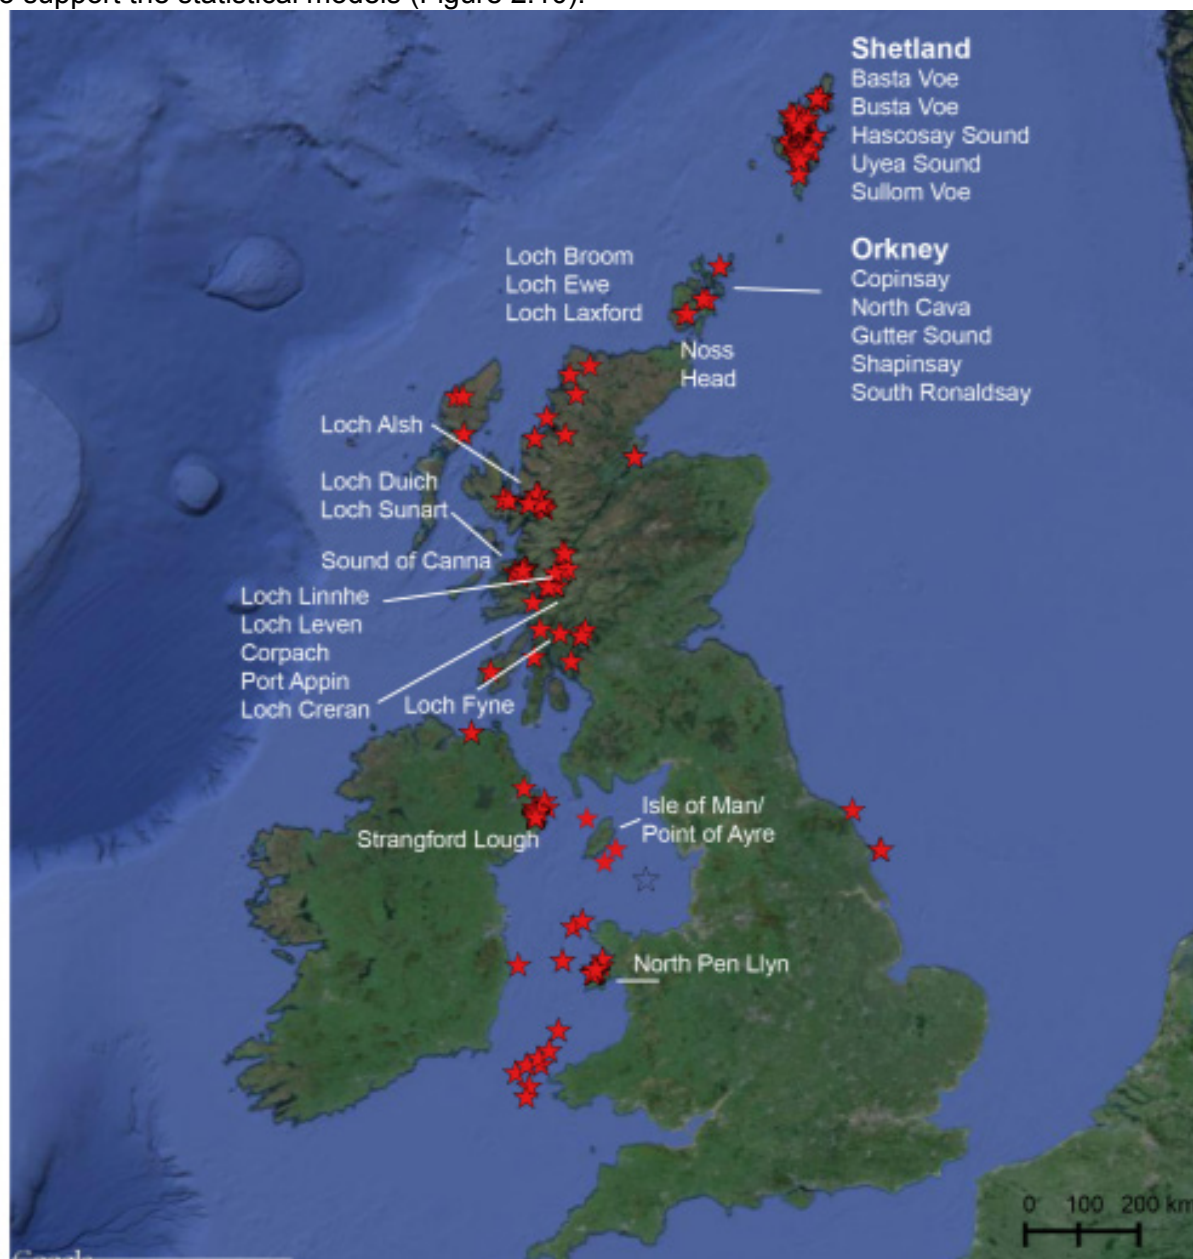 support the statistical models (Figure 2.10).
Shetland
Basta Voe
Busta Voe
Hascosay Sound
Uyea Sound
Sullom Voe
Orkney
Copinsay
North Cava
Gutter Sound
Shapinsay
South Ronaldsay
Loch Broom
Loch Ewe
Loch Laxford
Noss
Head
Loch Alsh
Loch Duich
Loch Sunart
Sound of Canna
Loch Linnhe
Loch Leven
Corpach
Port Appin
Loch Creran
Loch Fyne
Strangford Lough
Isle of Man/
Point of Ayre
North Pen Llyn
0 100 200 km
Google